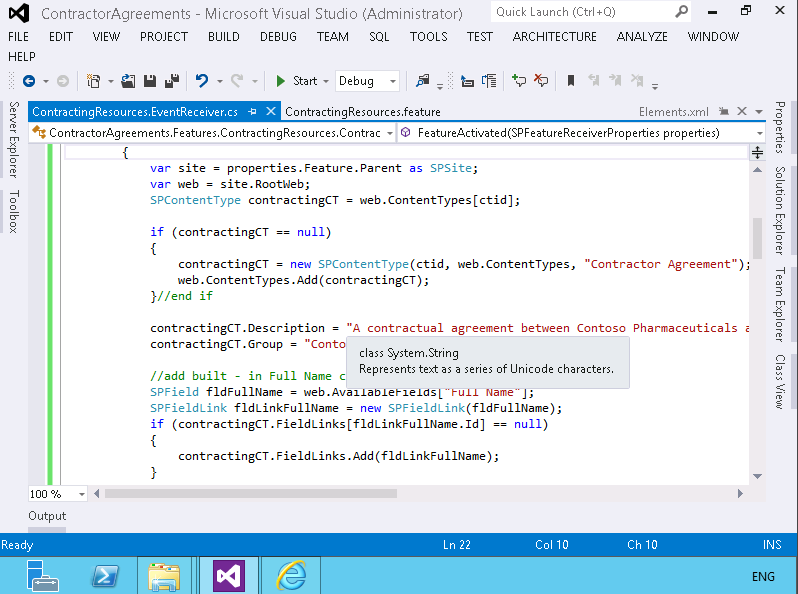 ContractorAgreements - Microsoft Visual Studio (Administrator)
Quick Launch (Ctrl+Q)
FILE EDIT VIEW PROJECT BUILD DEBUG TEAM SQL TOOLS TEST ARCHITECTURE ANALYZE WINDOW
HELP
Start Debug
ContractingResources.EventReceiver.cs ContractingResources.feature Elements.xml
ContractorAgreements.Features.ContractingResources.Contrac FeatureActivated(SPFeatureReceiverProperties properties)
Server Explorer
Toolbox
{
var site = properties.Feature.Parent as SPSite;
var web = site.RootWeb;
SPContentType contractingCT = web.ContentTypes[ctid];
if (contractingCT == null)
{
contractingCT = new SPContentType(ctid, web.ContentTypes, "Contractor Agreement");
web.ContentTypes.Add(contractingCT);
}//end if
contractingCT.Description = "A contractual agreement between Contoso Pharmaceuticals a
contractingCT.Group = "Conto
class System.String
Represents text as a series of Unicode characters.
//add built - in Full Name c
SPField fldFullName = web.AvailableFields["Full Name"];
SPFieldLink fldLinkFullName = new SPFieldLink(fldFullName);
if (contractingCT.FieldLinks[fldLinkFullName.Id] == null)
{
contractingCT.FieldLinks.Add(fldLinkFullName);
}
Properties
Solution Explorer
Team Explorer
Class View
100 %
Output
Ready Ln 22 Col 10 Ch 10 INS
ENG